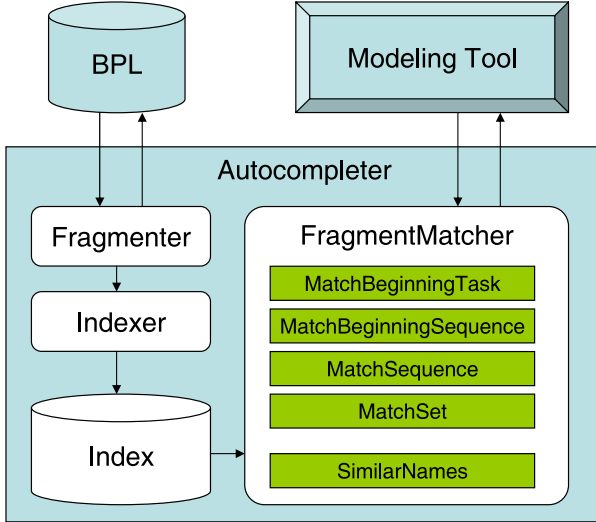 BPL
Modeling Tool
Autocompleter
Fragmenter
Indexer
Index
FragmentMatcher
MatchBeginningTask
MatchBeginningSequence
MatchSequence
MatchSet
SimilarNames